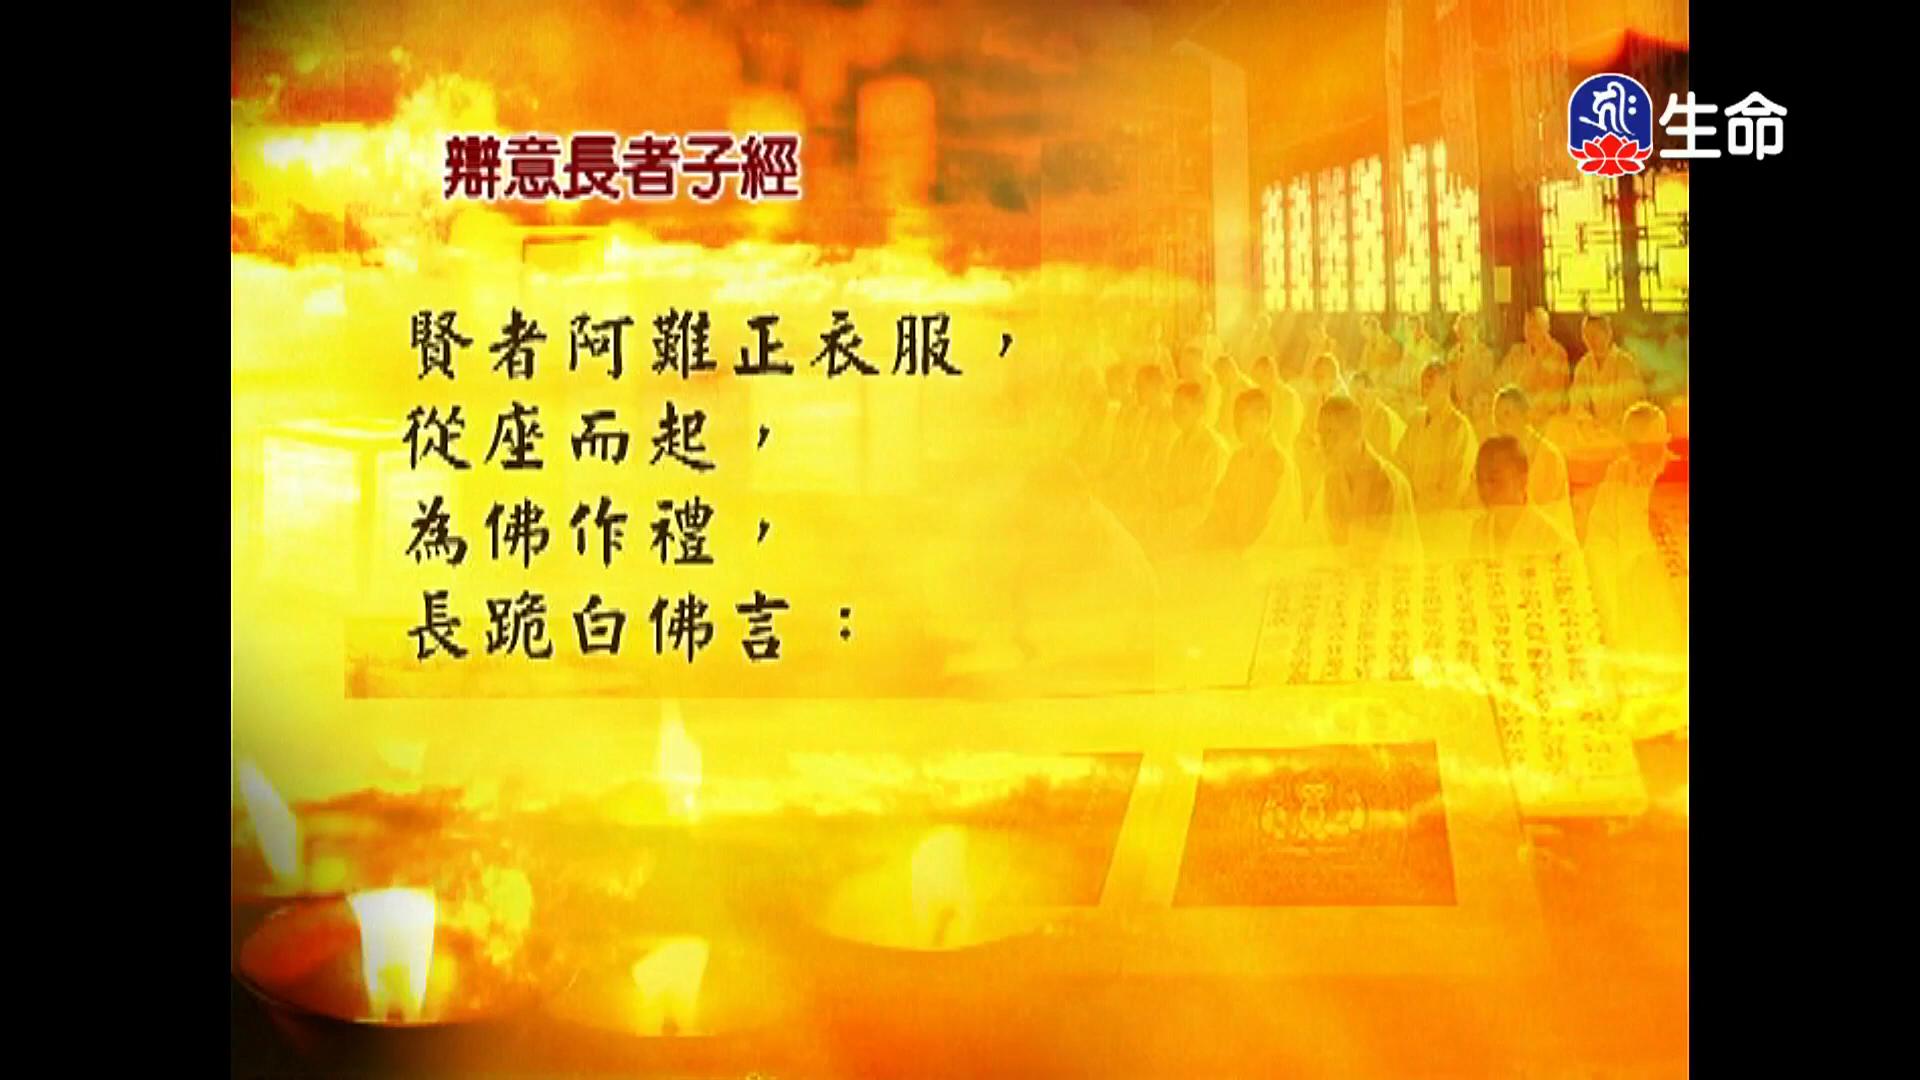 生命
辯意長者子經
賢者阿難正衣服，
從座而起，
為佛作禮，
長跪白佛言：